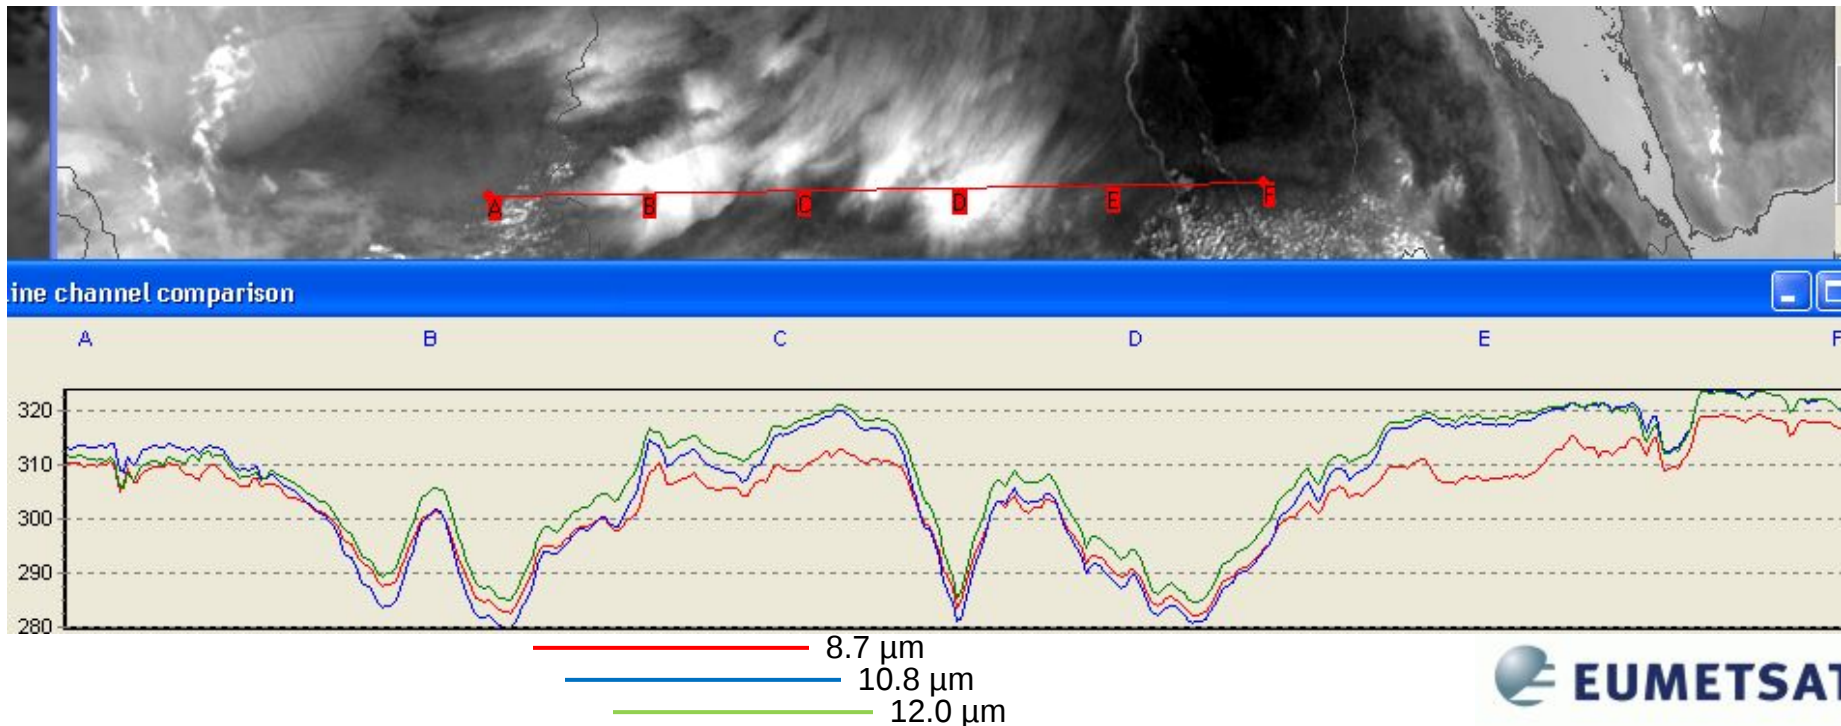 A B C D E F
ine channel comparison
A B C D E F
320
310
300
290
280
8.7 µm
10.8 µm
12.0 µm
EUMETSAT